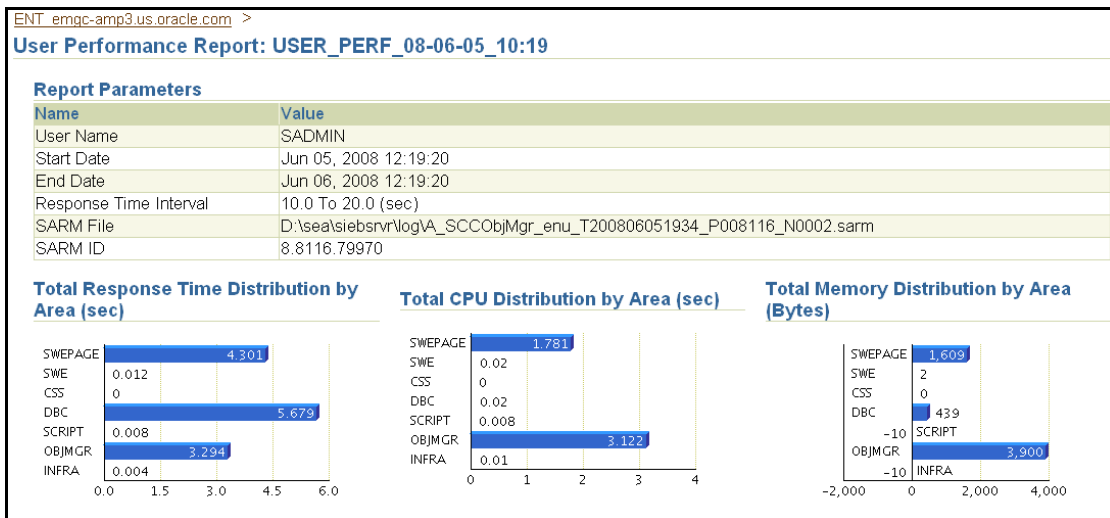 ENT_emgc-amp3.us.oracle.com >
User Performance Report: USER_PERF_08-06-05_10:19
Report Parameters
Name Value
User Name SADMIN
Start Date Jun 05, 2008 12:19:20
End Date Jun 06, 2008 12:19:20
Response Time Interval 10.0 To 20.0 (sec)
SARM File D:\sea\siebsrvr\log\A_SCCObjMgr_enu_T200806051934_P008116_N0002.sarm
SARM ID 8.8116.79970
Total Response Time Distribution by
Area (sec)
SWEPAGE 4.301
SWE 0.012
CSS 0
DBC 5.679
SCRIPT 0.008
OBJMGR 3.294
INFRA 0.004
0.0 1.5 3.0 4.5 6.0
Total CPU Distribution by Area (sec)
SWEPAGE 1.781
SWE 0.02
CSS 0
DBC 0.02
SCRIPT 0.008
OBJMGR 3.122
INFRA 0.01
0 1 2 3 4
Total Memory Distribution by Area
(Bytes)
SWEPAGE 1,609
SWE 2
CSS 0
DBC 439
-10 SCRIPT
OBJMGR 3,900
-10 INFRA
-2,000 0 2,000 4,000